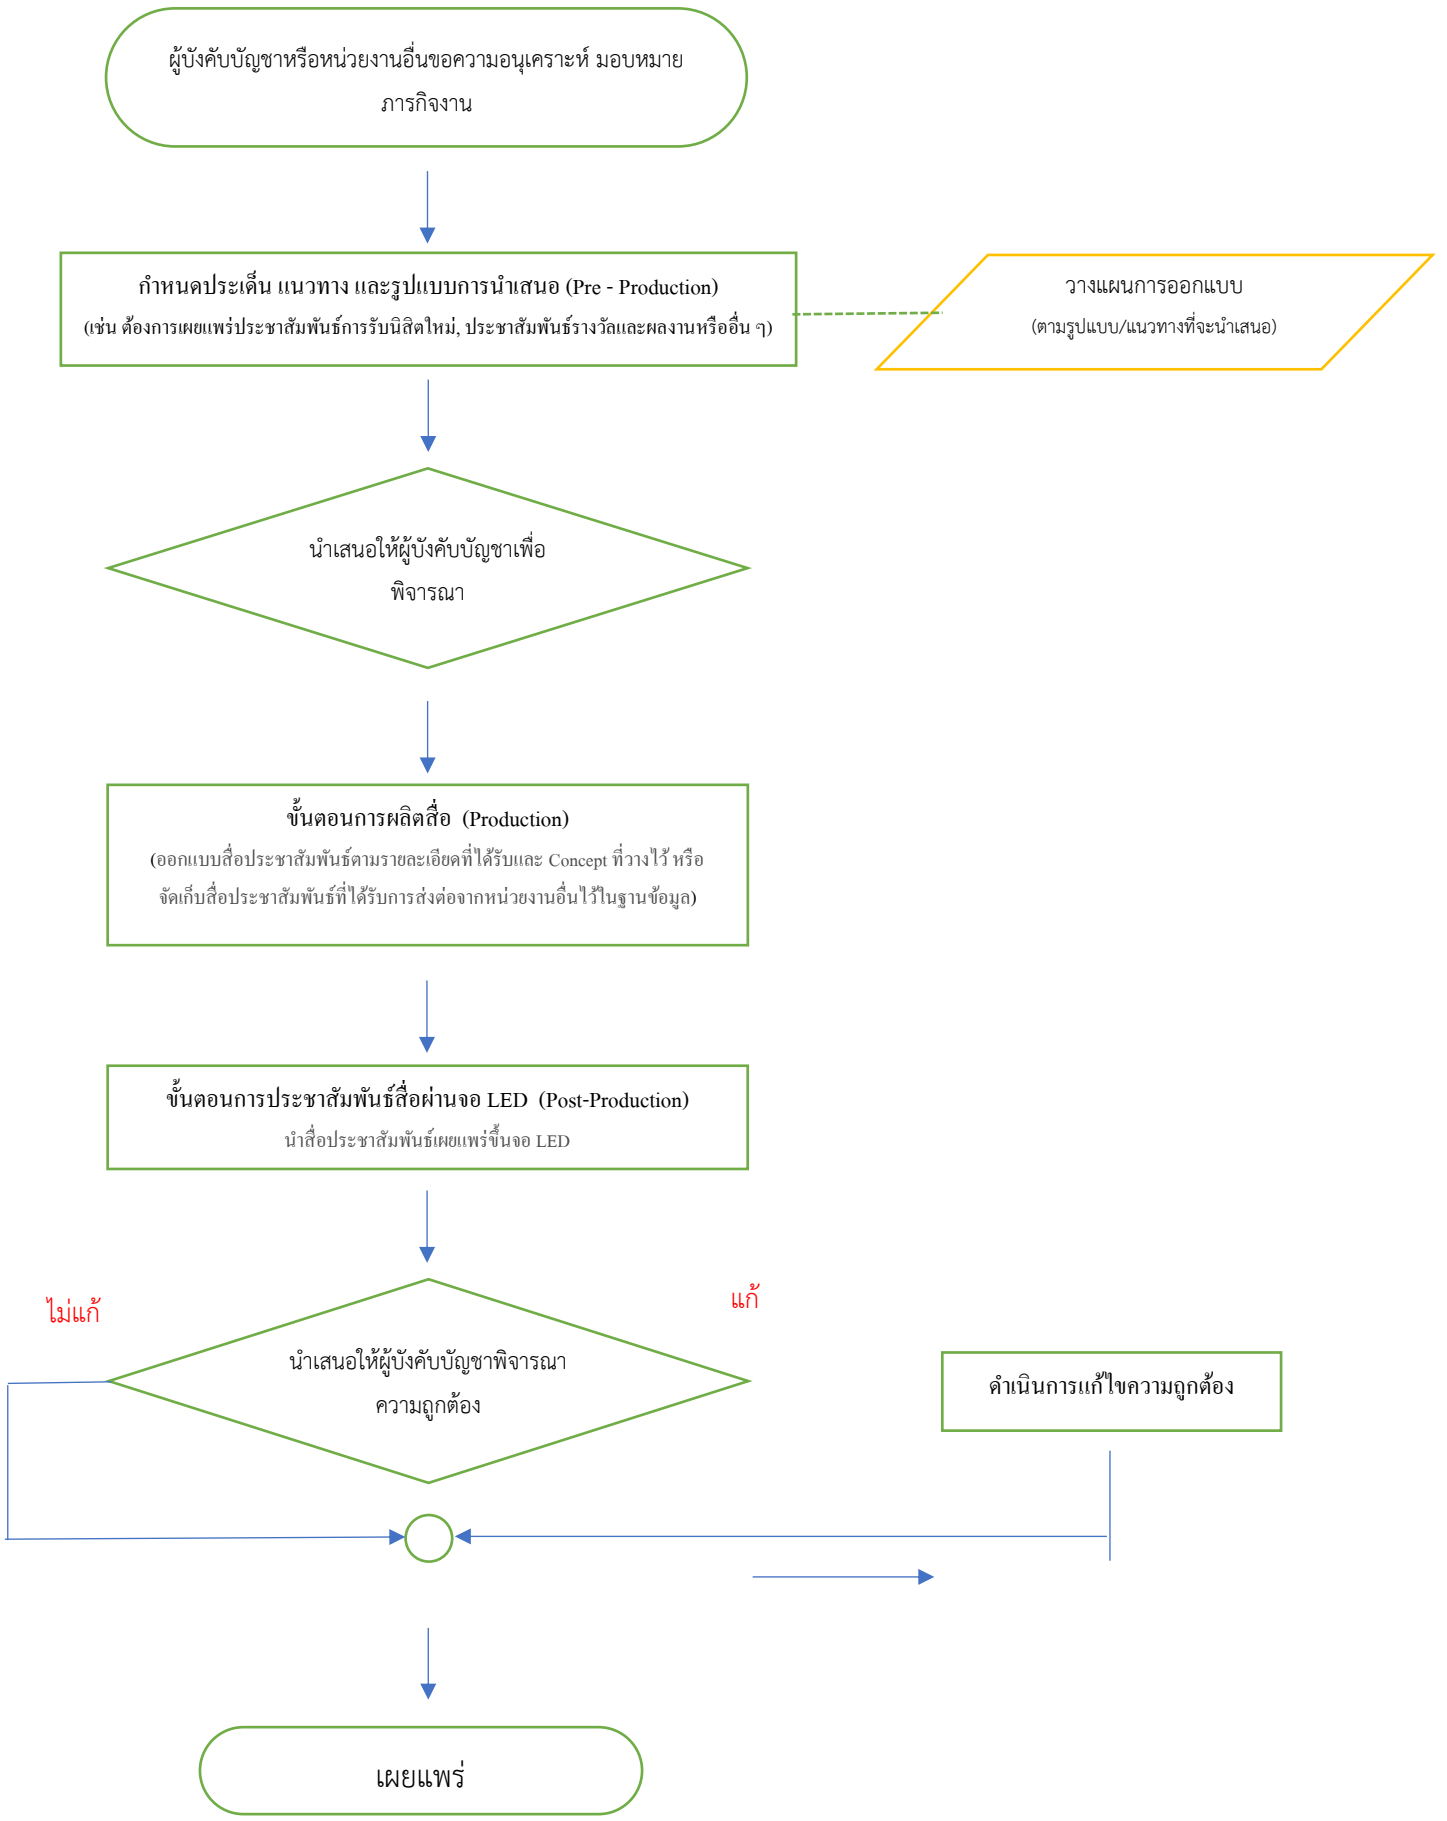 ผู้บังคับบัญชาหรือหน่วยงานอื่นขอความอนุเคราะห์ มอบหมาย
ภารกิจงาน
กำหนดประเด็น แนวทาง และรูปแบบการนำเสนอ (Pre - Production)
(เช่น ต้องการเผยแพร่ประชาสัมพันธ์การรับนิสิตใหม่, ประชาสัมพันธ์รางวัลและผลงานหรืออื่น ๆ)
วางแผนการออกแบบ
(ตามรูปแบบ/แนวทางที่จะนำเสนอ)
นำเสนอให้ผู้บังคับบัญชาเพื่อ
พิจารณา
ขั้นตอนการผลิตสื่อ (Production)
(ออกแบบสื่อประชาสัมพันธ์ตามรายละเอียดที่ได้รับและ Concept ที่วางไว้ หรือ
จัดเก็บสื่อประชาสัมพันธ์ที่ได้รับการส่งต่อจากหน่วยงานอื่นไว้ในฐานข้อมูล)
ขั้นตอนการประชาสัมพันธ์สื่อผ่านจอ LED (Post-Production)
นำสื่อประชาสัมพันธ์เผยแพร่ขึ้นจอ LED
ไม่แก้
แก้
นำเสนอให้ผู้บังคับบัญชาพิจารณา
ความถูกต้อง
ดำเนินการแก้ไขความถูกต้อง
เผยแพร่